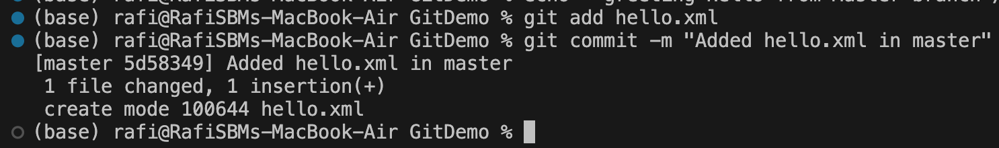 (base) rafi@RafiSBMs-MacBook-Air GitDemo % git add hello.xml
(base) rafi@RafiSBMs-MacBook-Air GitDemo % git commit -m "Added hello.xml in master"
[master 5d58349] Added hello.xml in master
1 file changed, 1 insertion(+)
create mode 100644 hello.xml
(base) rafi@RafiSBMs-MacBook-Air GitDemo %